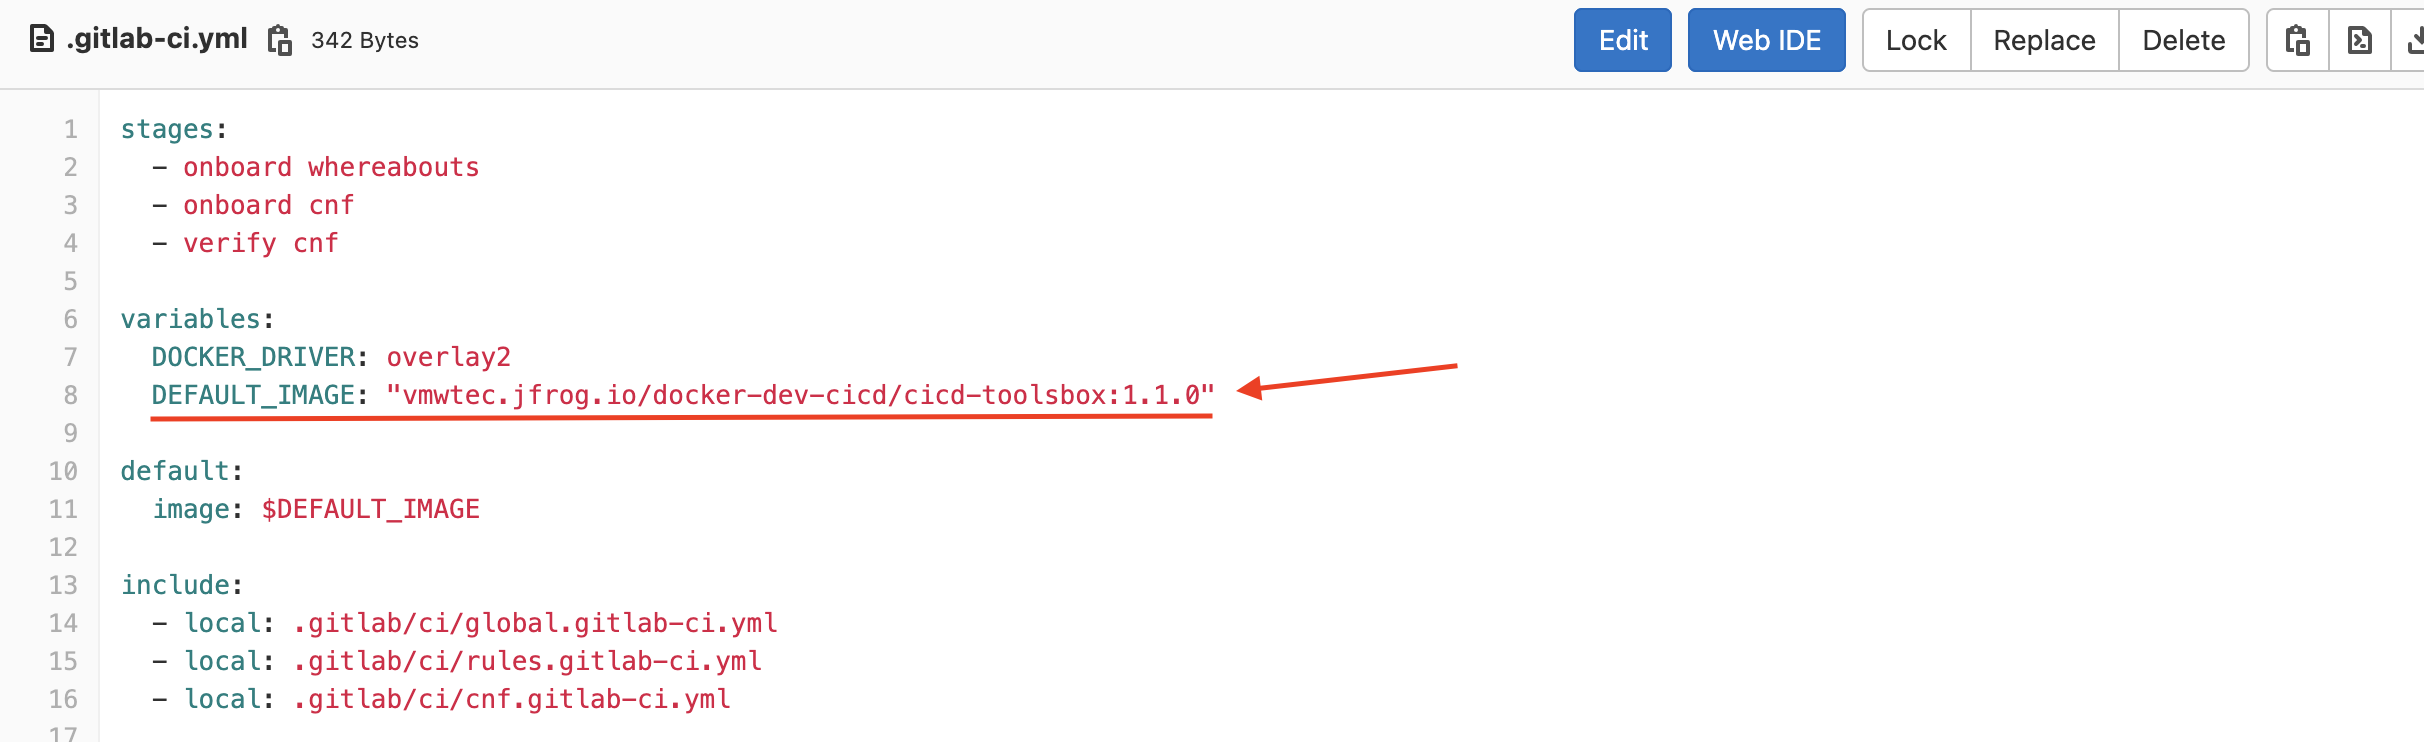 .gitlab-ci.yml 342 Bytes Edit Web IDE Lock Replace Delete
1 stages:
2   - onboard whereabouts
3   - onboard cnf
4   - verify cnf
5
6 variables:
7   DOCKER_DRIVER: overlay2
8   DEFAULT_IMAGE: "vmwtec.jfrog.io/docker-dev-cicd/cicd-toolsbox:1.1.0"
9
10 default:
11   image: $DEFAULT_IMAGE
12
13 include:
14   - local: .gitlab/ci/global.gitlab-ci.yml
15   - local: .gitlab/ci/rules.gitlab-ci.yml
16   - local: .gitlab/ci/cnf.gitlab-ci.yml
17